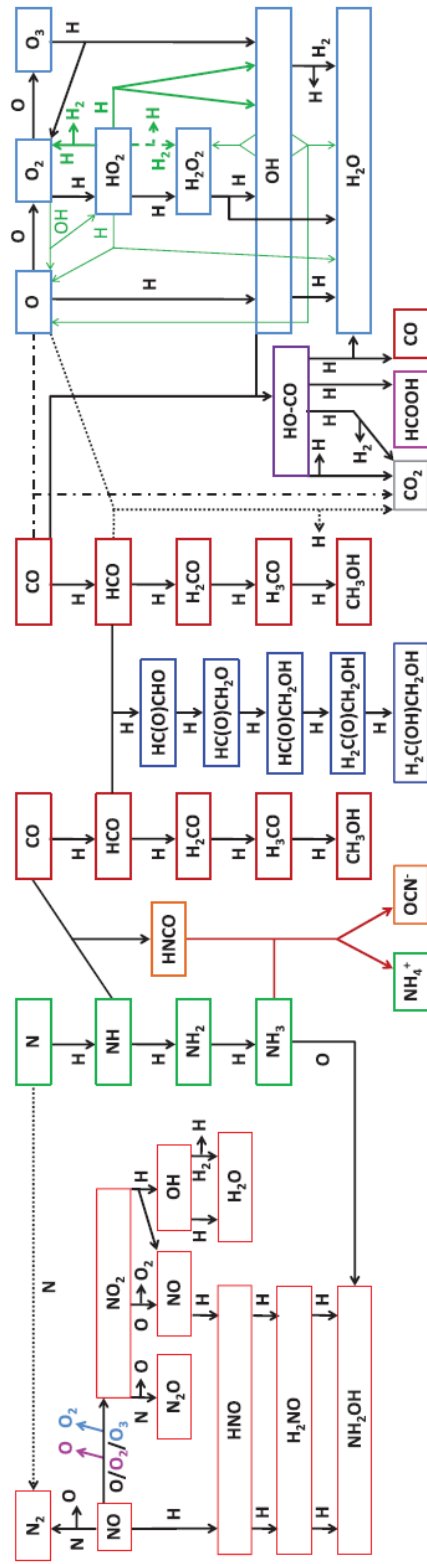 N₂
N
O
NO
O
O₂
O/O₂/O₃
NO₂
N
O
O
O₂
H
N₂O
NO
OH
H
H₂
H
H₂O
H
H
HNO
H
H
H₂NO
H
H
NH₂OH
N
N
H
NH
H
NH₂
H
NH₃
O
HNCO
NH₄⁺
OCN⁻
CO
H
HCO
H
H₂CO
H
H₃CO
H
CH₃OH
H
HC(O)CHO
H
HC(O)CH₂O
H
HC(O)CH₂OH
H
H₂C(O)CH₂OH
H
H₂C(OH)CH₂OH
CO
H
HCO
H
H₂CO
H
H₃CO
H
CH₃OH
H
HO-CO
H
H
H
H
H₂
CO₂
HCOOH
CO
O
O
O₂
O
O₃
OH
H
H
H₂
H
H
HO₂
H
H
H
H₂
H
H₂O₂
H
H
OH
H
H₂
H
H₂O